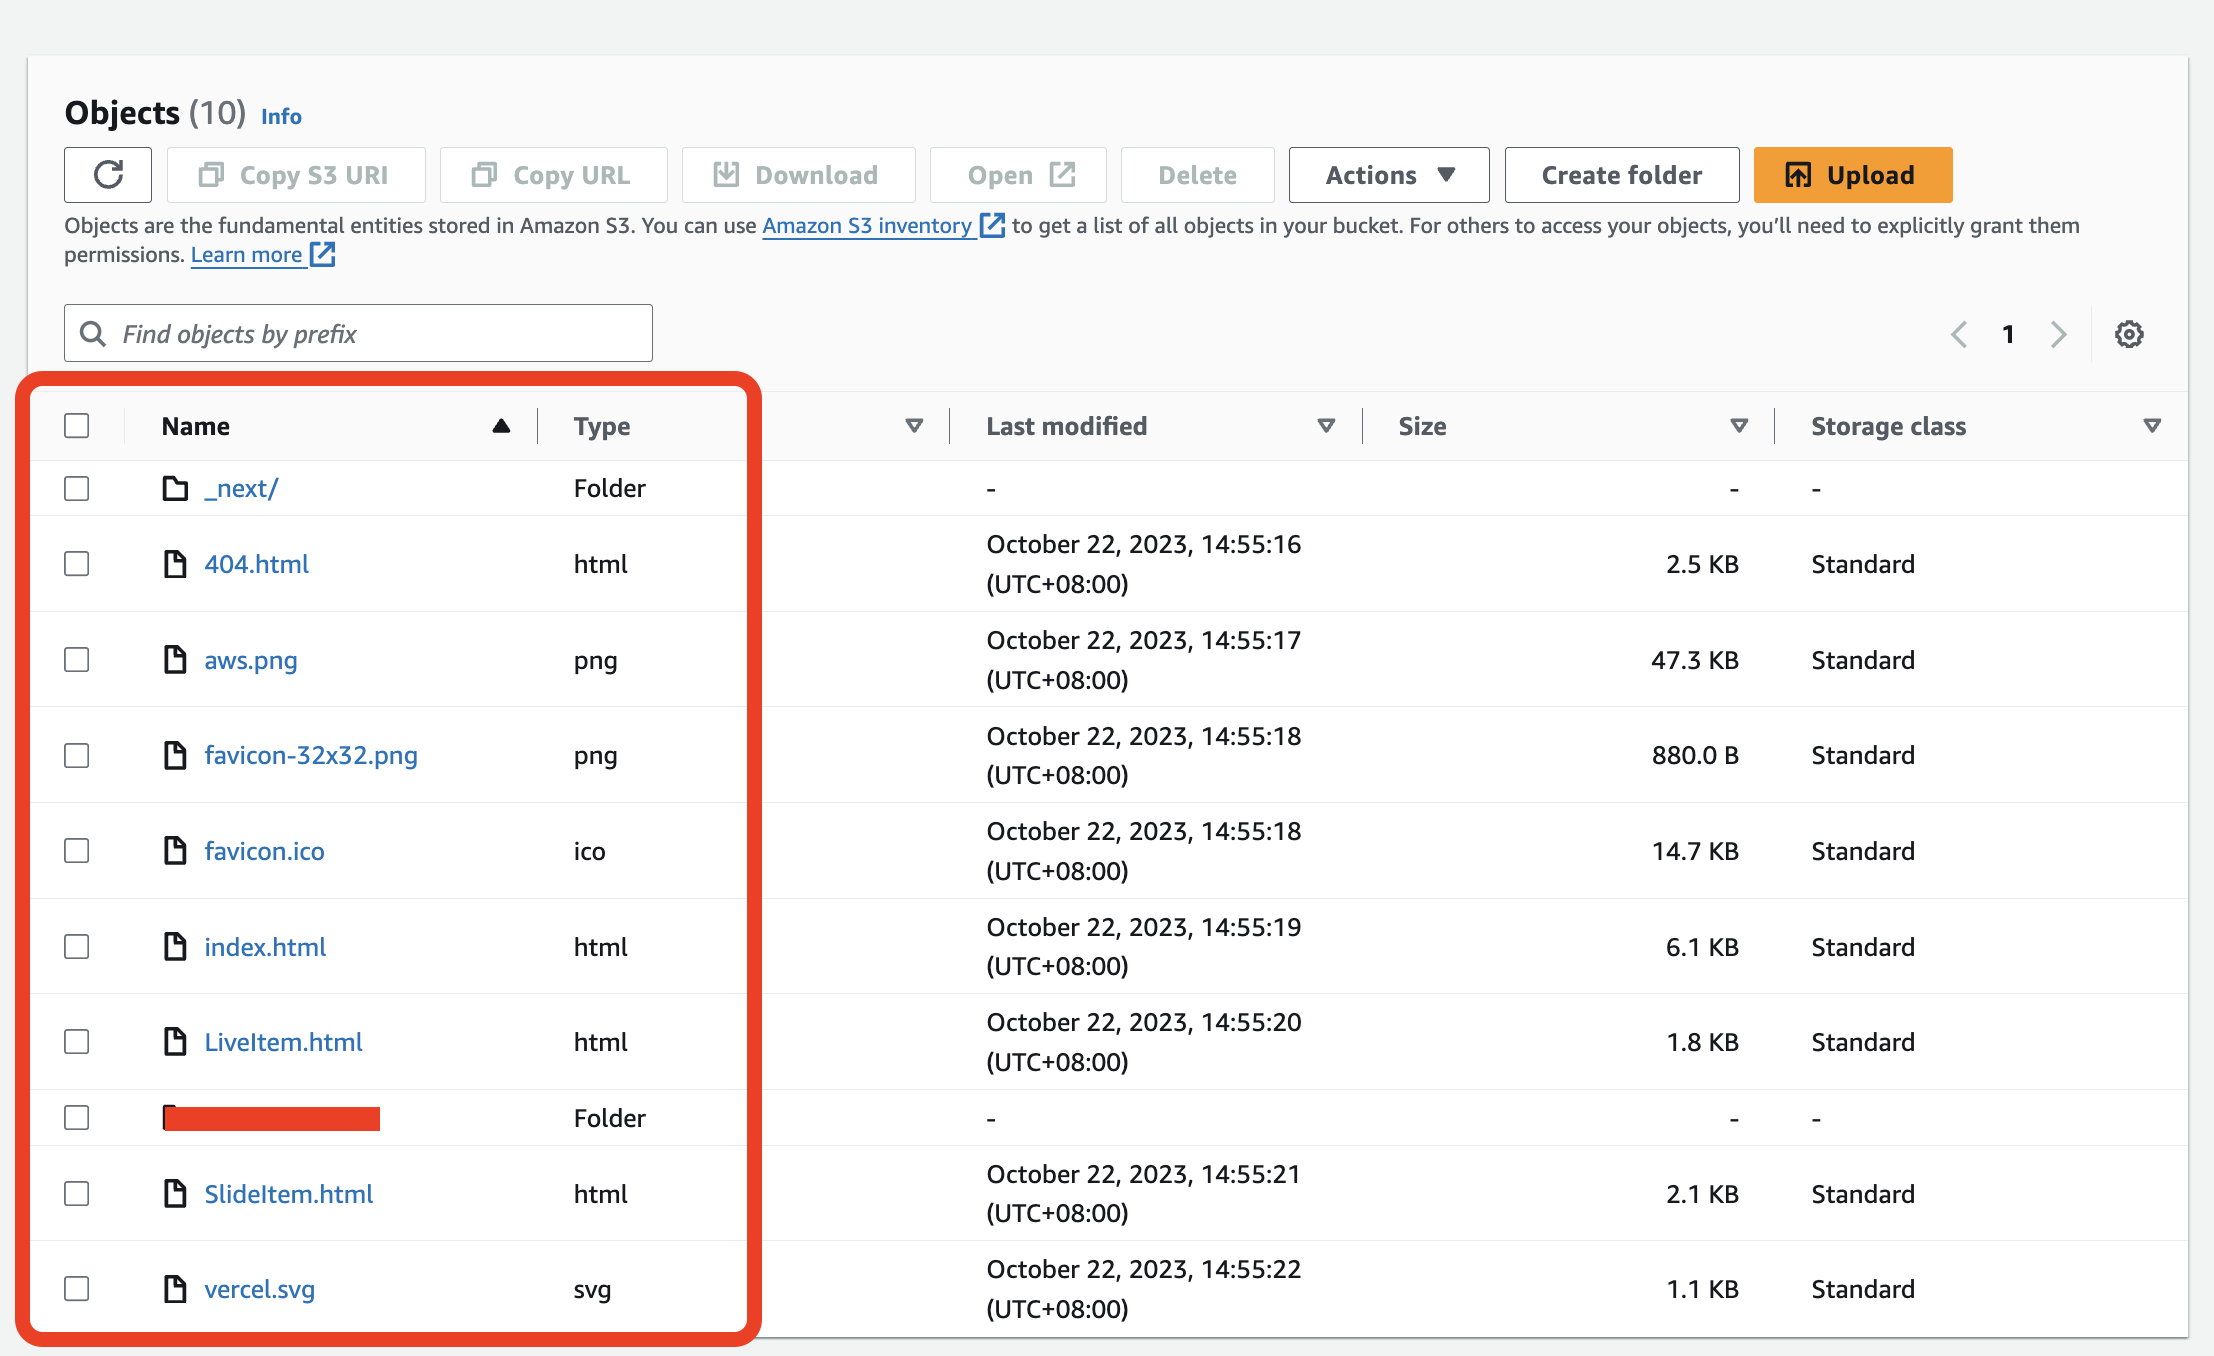 Objects (10) Info
Copy S3 URI Copy URL Download Open Delete Actions Create folder Upload
Objects are the fundamental entities stored in Amazon S3. You can use Amazon S3 inventory to get a list of all objects in your bucket. For others to access your objects, you’ll need to explicitly grant them
permissions. Learn more
Find objects by prefix 1
Name Type Last modified Size Storage class
_next/ Folder - - -
404.html html October 22, 2023, 14:55:16 (UTC+08:00) 2.5 KB Standard
aws.png png October 22, 2023, 14:55:17 (UTC+08:00) 47.3 KB Standard
favicon-32x32.png png October 22, 2023, 14:55:18 (UTC+08:00) 880.0 B Standard
favicon.ico ico October 22, 2023, 14:55:18 (UTC+08:00) 14.7 KB Standard
index.html html October 22, 2023, 14:55:19 (UTC+08:00) 6.1 KB Standard
LiveItem.html html October 22, 2023, 14:55:20 (UTC+08:00) 1.8 KB Standard
Folder - - -
SlideItem.html html October 22, 2023, 14:55:21 (UTC+08:00) 2.1 KB Standard
vercel.svg svg October 22, 2023, 14:55:22 (UTC+08:00) 1.1 KB Standard